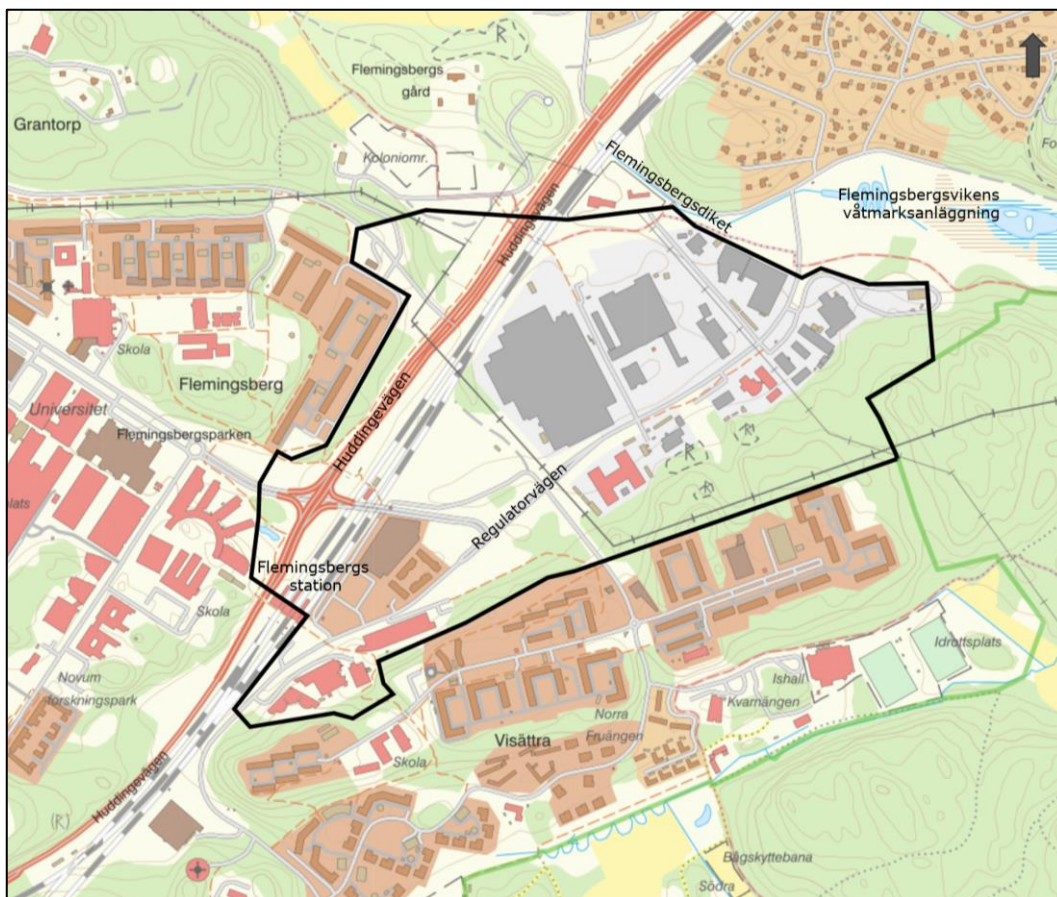 Flemingsbergs
gård
Grantorp
Koloniomr.
Flemingsbergsdiket
Huddingevägen
Flemingsbergsvikens
våtmarksanläggning
Skola
Flemingsberg
Universitet
Flemingsbergsparken
Huddingevägen
Regulatorvägen
Flemingsbergs
station
Skola
Novum
forskningspark
Huddingevägen
Idrottsplats
Ishall
Kvarnängen
Norra
Fruängen
Visättra
Skola
(R)
R
R
Bågskyttebana
Södra